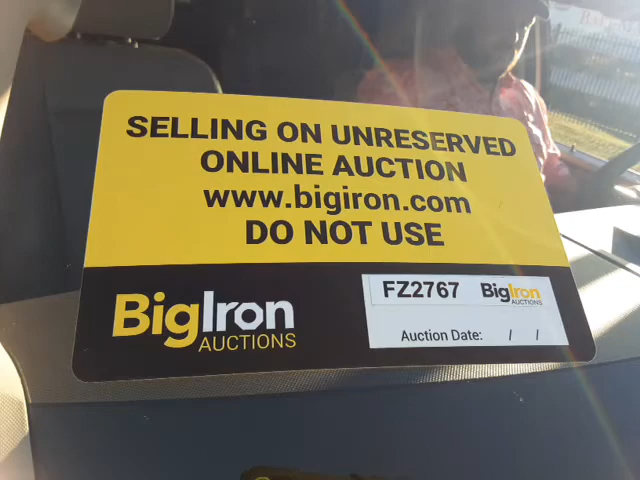 SELLING ON UNRESERVED
ONLINE AUCTION
www.bigiron.com
DO NOT USE
BigIron
AUCTIONS
FZ2767 BigIron
AUCTIONS
Auction Date: / /